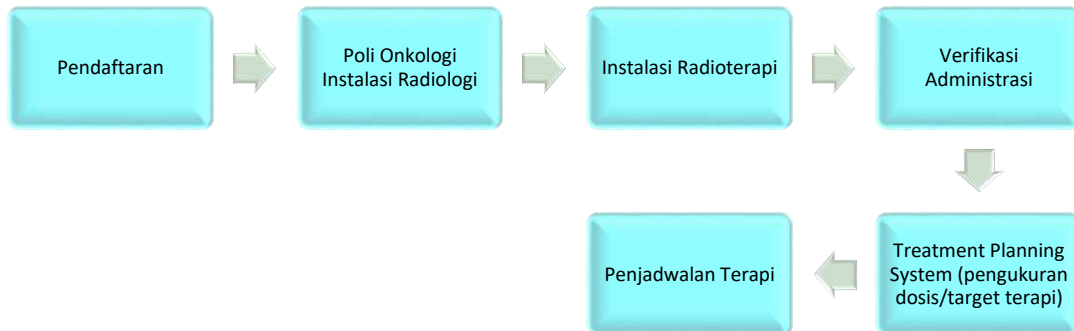 Pendaftaran
Poli Onkologi
Instalasi Radiologi
Instalasi Radioterapi
Verifikasi
Administrasi
Treatment Planning
System (pengukuran
dosis/target terapi)
Penjadwalan Terapi